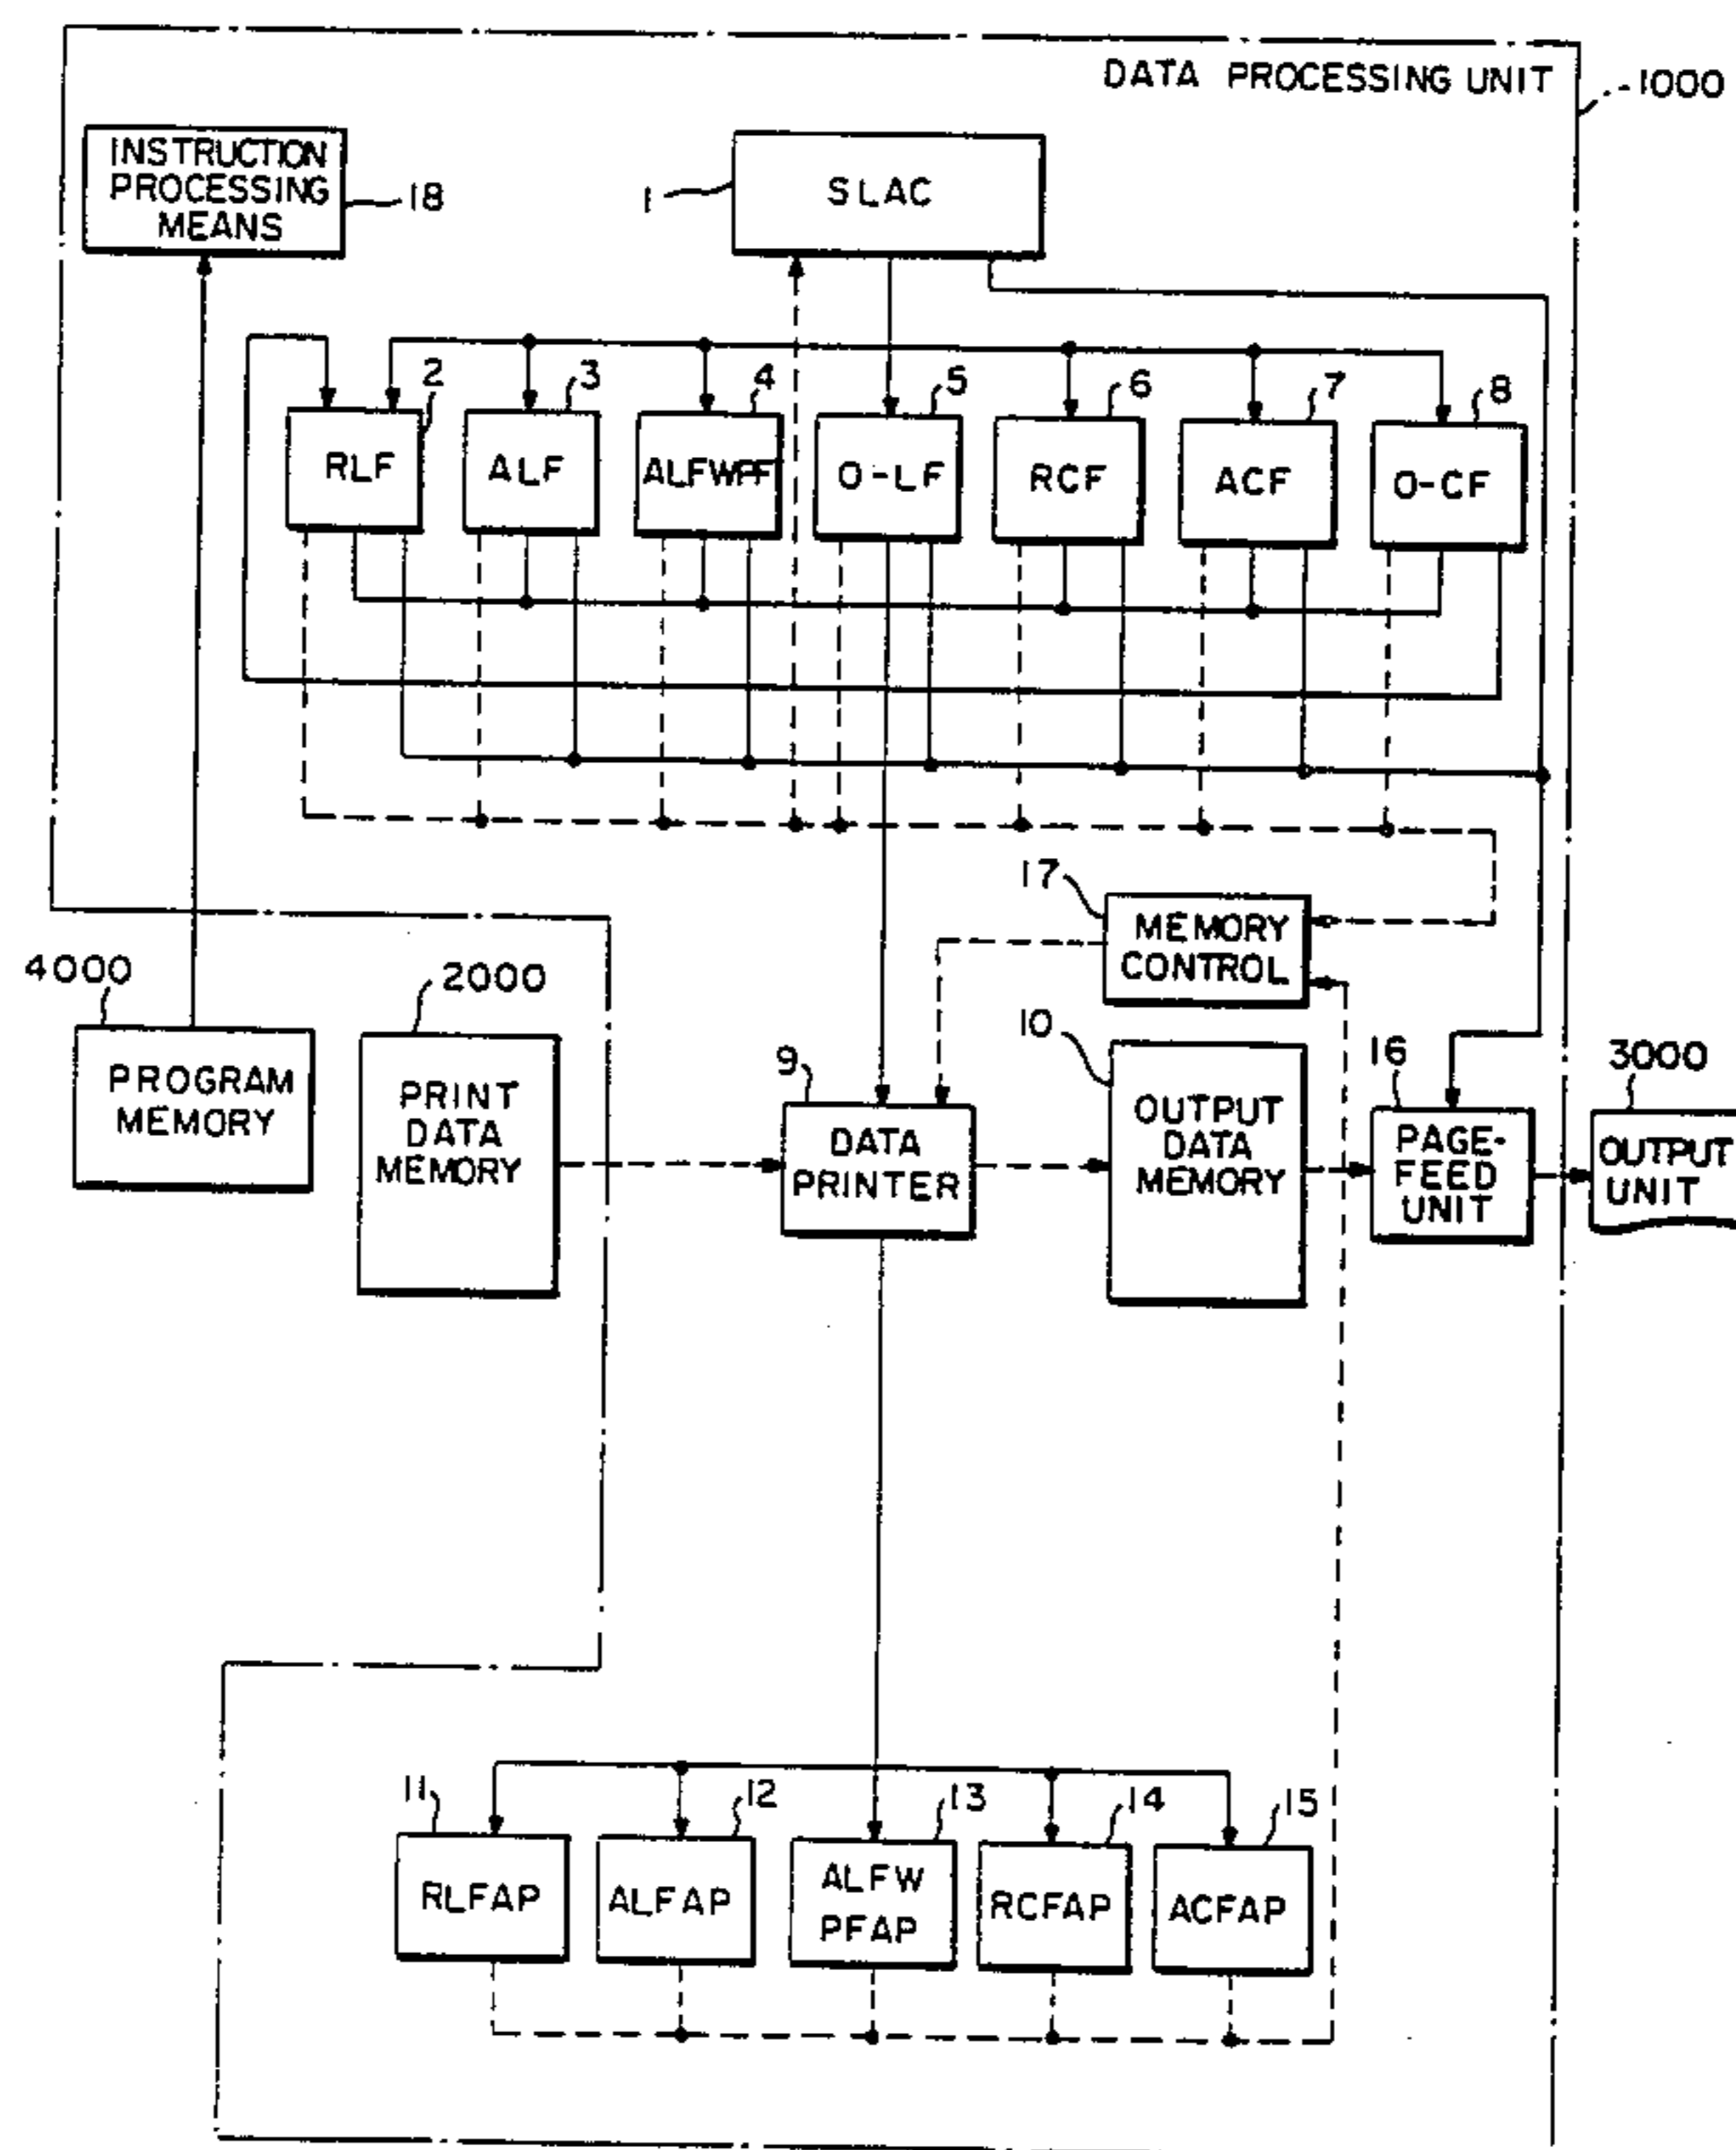 DATA PROCESSING UNIT
1000
INSTRUCTION
PROCESSING
MEANS
18
1
SLAC
2
3
4
5
6
7
8
RLF
ALF
ALFWPF
O-LF
RCF
ACF
O-CF
17
MEMORY
CONTROL
4000
2000
10
16
3000
9
PROGRAM
MEMORY
PRINT
DATA
MEMORY
DATA
PRINTER
OUTPUT
DATA
MEMORY
PAGE-
FEED
UNIT
OUTPUT
UNIT
11
12
13
14
15
RLFAP
ALFAP
ALFW
PFAP
RCFAP
ACFAP